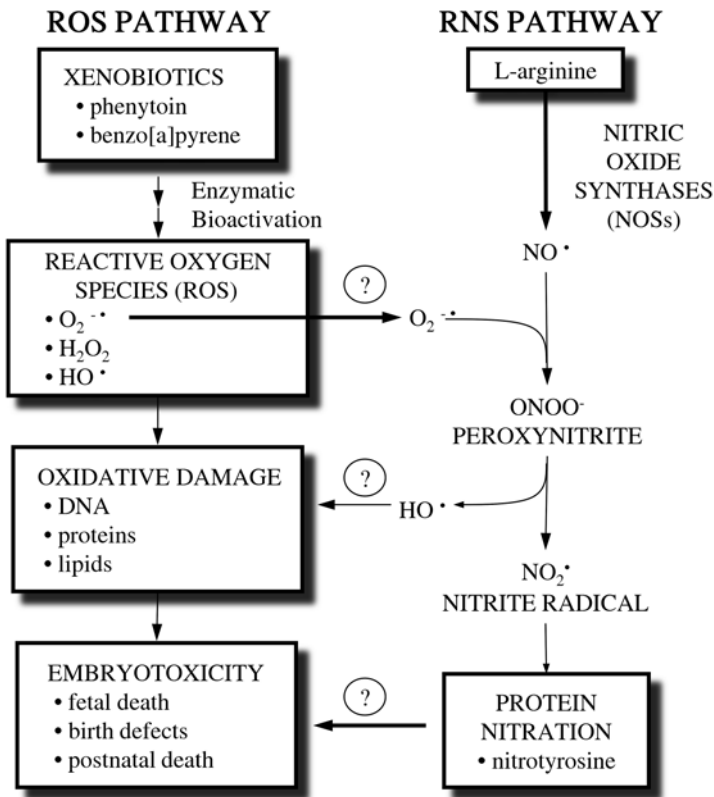 ROS PATHWAY
XENOBIOTICS
• phenytoin
• benzo[a]pyrene
Enzymatic
Bioactivation
REACTIVE OXYGEN
SPECIES (ROS)
• O₂⁻•
• H₂O₂
• HO•
?
OXIDATIVE DAMAGE
• DNA
• proteins
• lipids
?
EMBRYOTOXICITY
• fetal death
• birth defects
• postnatal death
?
RNS PATHWAY
L-arginine
NITRIC
OXIDE
SYNTHASES
(NOSs)
NO•
O₂⁻•
ONOO⁻
PEROXYNITRITE
HO•
NO₂•
NITRITE RADICAL
PROTEIN
NITRATION
• nitrotyrosine